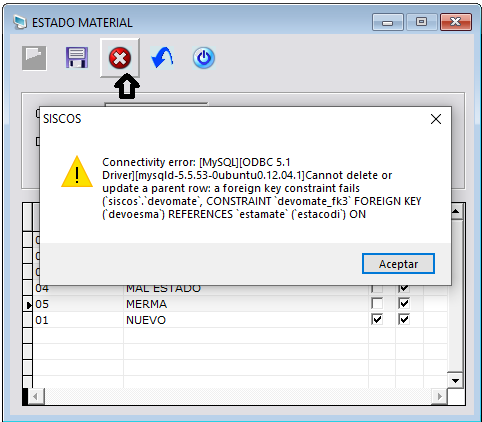 ESTADO MATERIAL
SISCOS
Connectivity error: [MySQL][ODBC 5.1
Driver][mysqld-5.5.53-0ubuntu0.12.04.1]Cannot delete or
update a parent row: a foreign key constraint fails
(`siscos`.`devomate`, CONSTRAINT `devomate_fk3` FOREIGN KEY
(`devoesma`) REFERENCES `estamate` (`estacodi`) ON
Aceptar
04 MAL ESTADO
05 MERMA
01 NUEVO